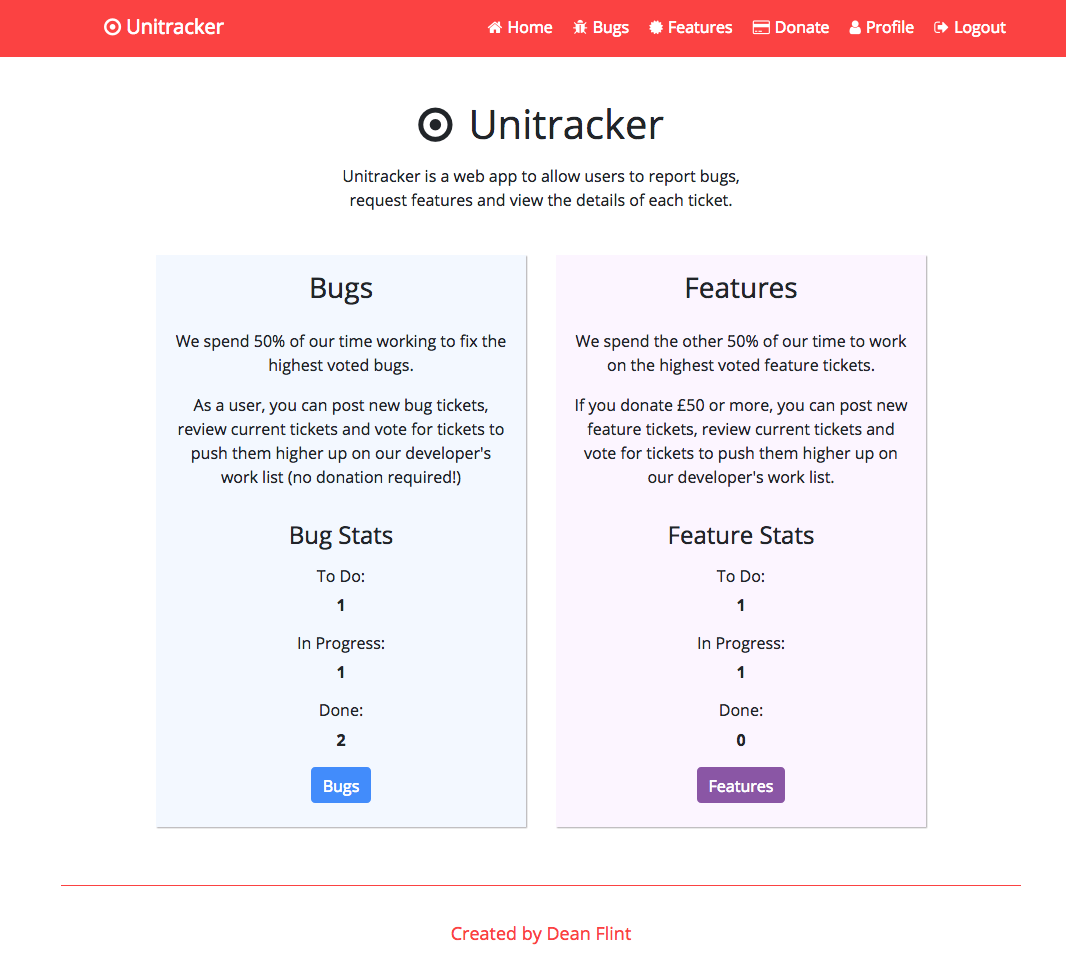 Unitracker
Home Bugs Features Donate Profile Logout
Unitracker
Unitracker is a web app to allow users to report bugs,
request features and view the details of each ticket.
Bugs
We spend 50% of our time working to fix the
highest voted bugs.
As a user, you can post new bug tickets,
review current tickets and vote for tickets to
push them higher up on our developer's
work list (no donation required!)
Bug Stats
To Do:
1
In Progress:
1
Done:
2
Bugs
Features
We spend the other 50% of our time to work
on the highest voted feature tickets.
If you donate £50 or more, you can post new
feature tickets, review current tickets and
vote for tickets to push them higher up on
our developer's work list.
Feature Stats
To Do:
1
In Progress:
1
Done:
0
Features
Created by Dean Flint